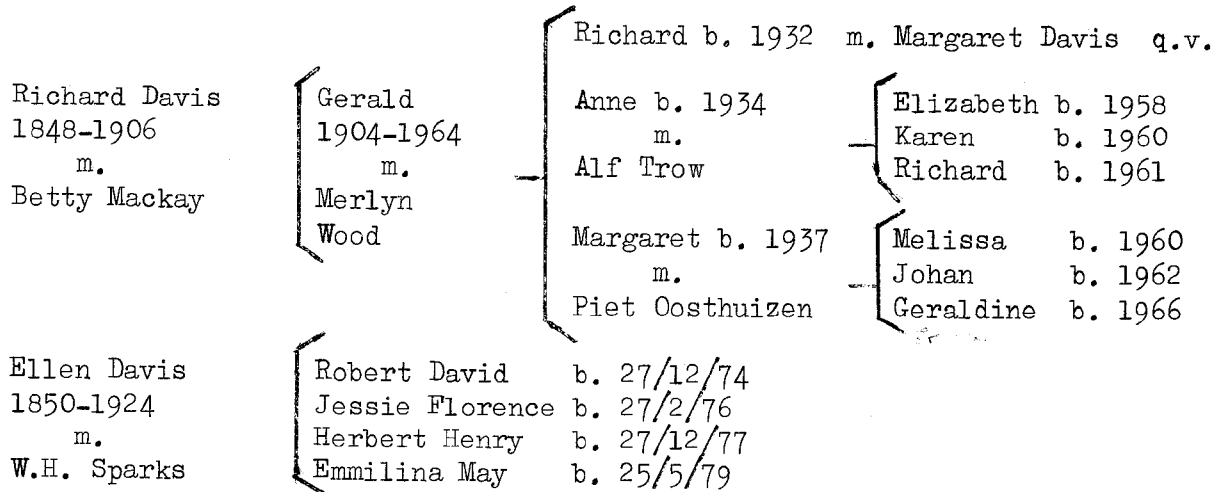 Richard b. 1932 m. Margaret Davis q.v.
Richard Davis
1848-1906
m.
Betty Mackay
Gerald
1904-1964
m.
Merlyn
Wood
Anne b. 1934
m.
Alf Trow
Elizabeth b. 1958
Karen b. 1960
Richard b. 1961
Margaret b. 1937
m.
Piet Oosthuizen
Melissa b. 1960
Johan b. 1962
Geraldine b. 1966
Ellen Davis
1850-1924
m.
W.H. Sparks
Robert David b. 27/12/74
Jessie Florence b. 27/2/76
Herbert Henry b. 27/12/77
Emmilina May b. 25/5/79